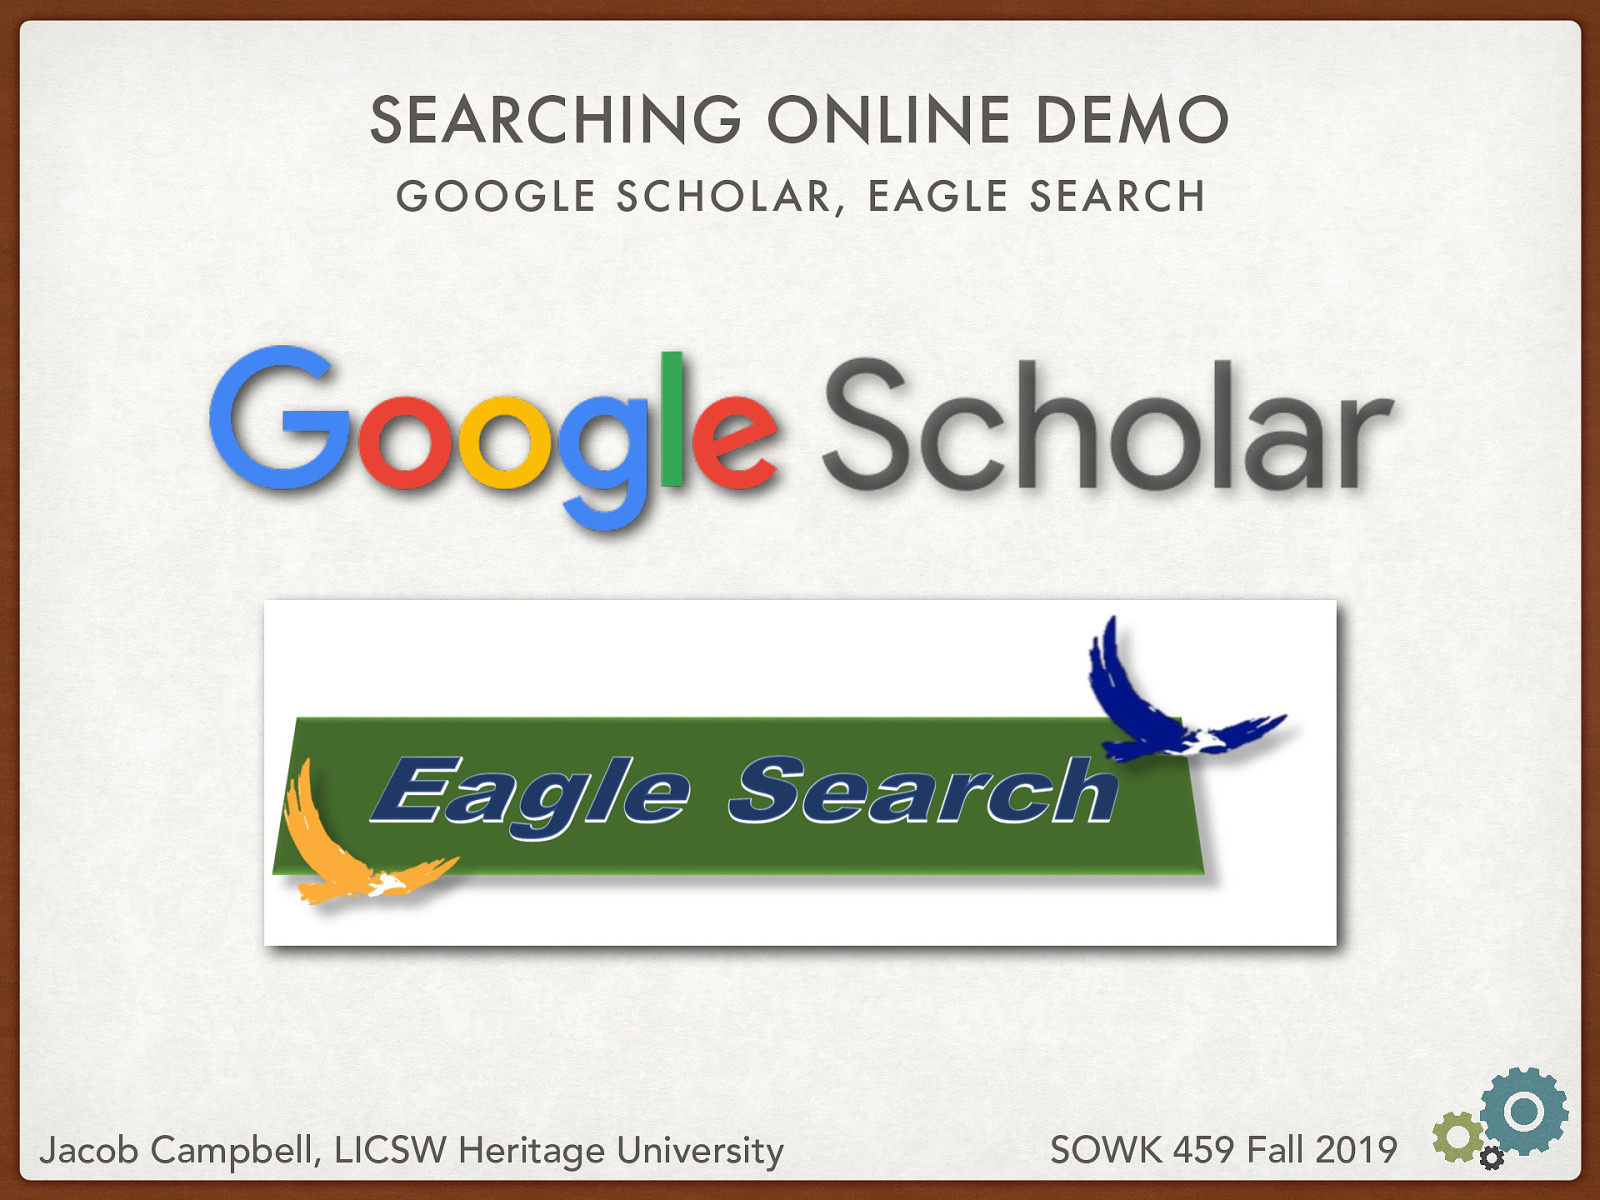 SEARCHING ONLINE DEMO
GOOGLE SCHOLAR, EAGLE SEARCH
Google Scholar
Eagle Search
Jacob Campbell, LICSW Heritage University SOWK 459 Fall 2019